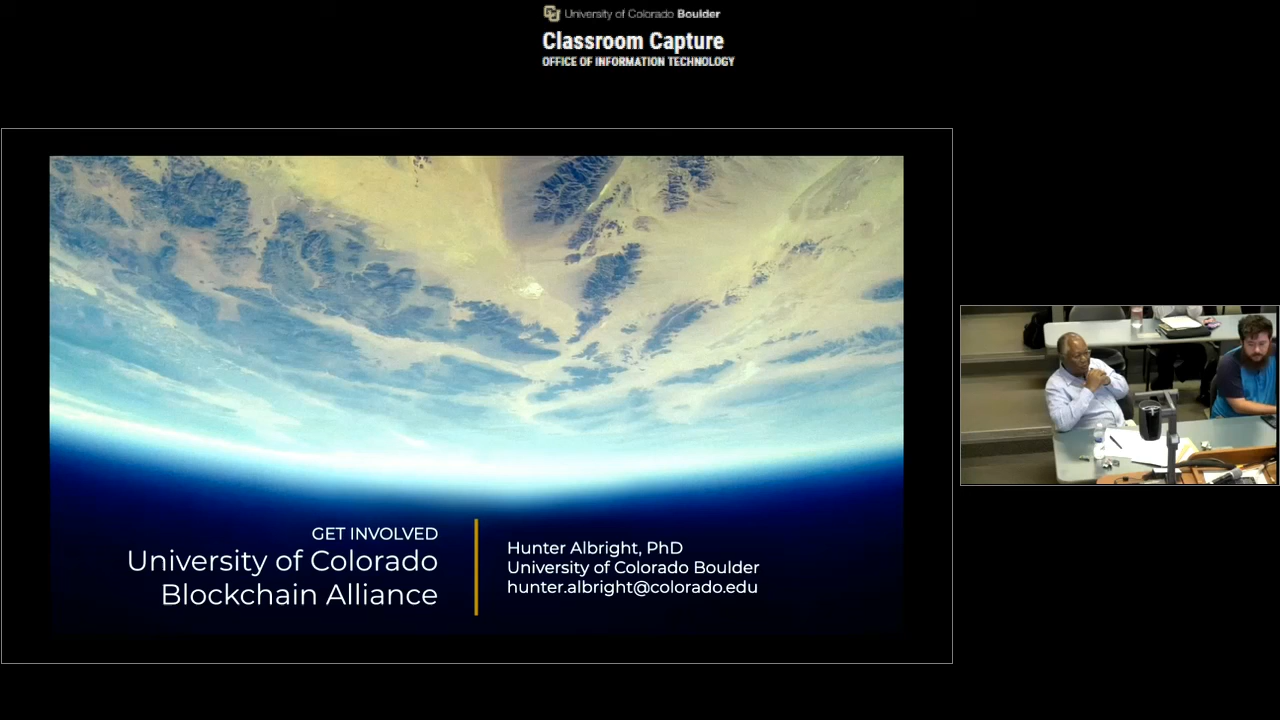 University of Colorado Boulder
Classroom Capture
OFFICE OF INFORMATION TECHNOLOGY
GET INVOLVED
University of Colorado
Blockchain Alliance
Hunter Albright, PhD
University of Colorado Boulder
hunter.albright@colorado.edu